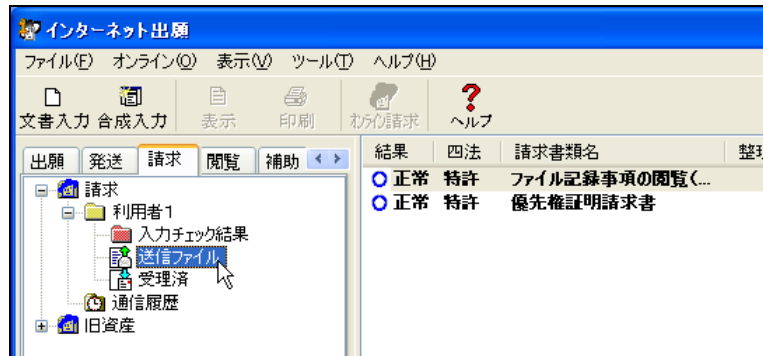 インターネット出願
ファイル(F) オンライン(O) 表示(V) ツール(T) ヘルプ(H)
文書入力 合成入力 表示 印刷 オンライン請求 ヘルプ
出願 発送 請求 閲覧 補助
結果 四法 請求書類名 整理
正常 特許 ファイル記録事項の閲覧(...
正常 特許 優先権証明請求書
請求
利用者1
入力チェック結果
送信ファイル
受理済
通信履歴
旧資産